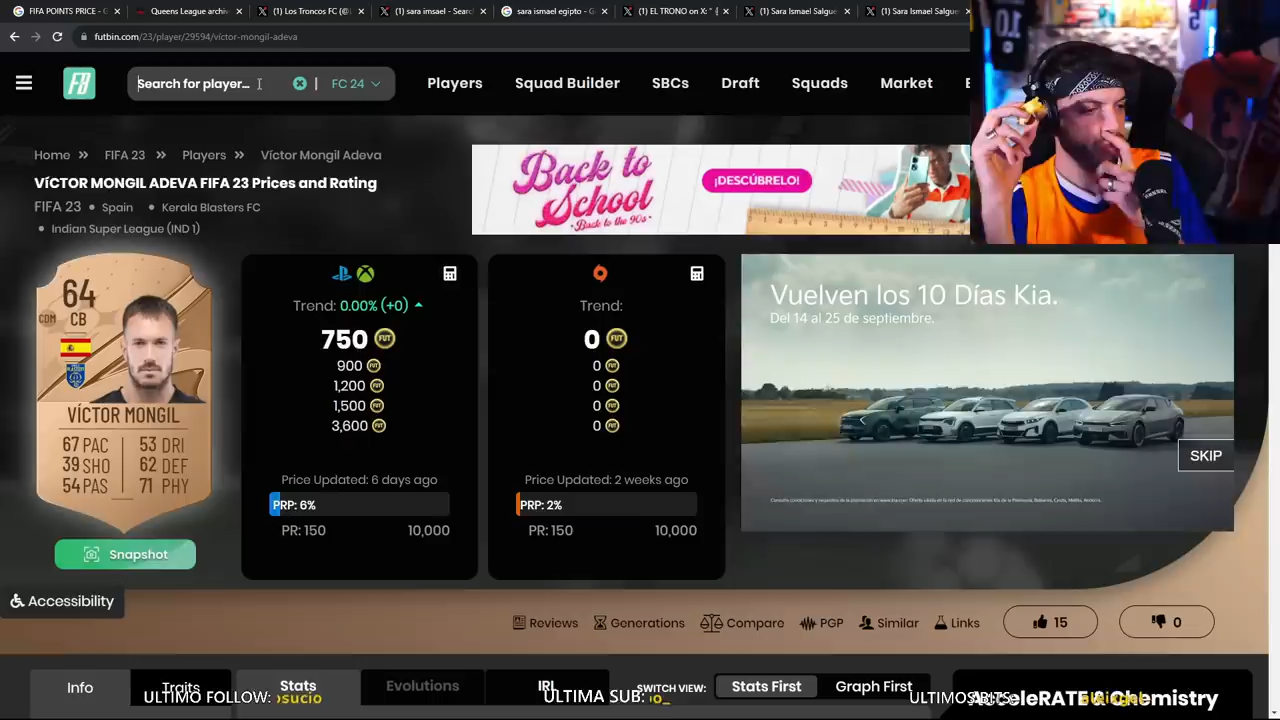 FIFA POINTS PRICE - G
Queens League archiv
(1) Los Troncos FC (@
(1) sara imsael - Sear
sara ismael egipto - G
(1) EL TRONO on X: "
(1) Sara Ismael Salgue
(1) Sara Ismael Salgue
futbin.com/23/player/29594/victor-mongil-adeva
Search for player...
FC 24
Players
Squad Builder
SBCs
Draft
Squads
Market
Home
FIFA 23
Players
Víctor Mongil Adeva
VíCTOR MONGIL ADEVA FIFA 23 Prices and Rating
FIFA 23 • Spain • Kerala Blasters FC
• Indian Super League (IND 1)
Back to School
Back to the 90s
¡DESCÚBRELO!
64
CDM
CB
VÍCTOR MONGIL
67 PAC
53 DRI
39 SHO
62 DEF
54 PAS
71 PHY
Snapshot
Accessibility
Trend: 0.00% (+0)
750
900
1,200
1,500
3,600
Price Updated: 6 days ago
PRP: 6%
PR: 150
10,000
Trend:
0
0
0
0
0
Price Updated: 2 weeks ago
PRP: 2%
PR: 150
10,000
Vuelven los 10 Días Kia.
Del 14 al 25 de septiembre.
SKIP
10
Reviews
Generations
Compare
PGP
Similar
Links
15
0
Info
Traits
Stats
Evolutions
IRL
SWITCH VIEW:
Stats First
Graph First
AcceleRATE & Chemistry
ULTIMO FOLLOW:
ULTIMA SUB:
ULTIMOS BITS: